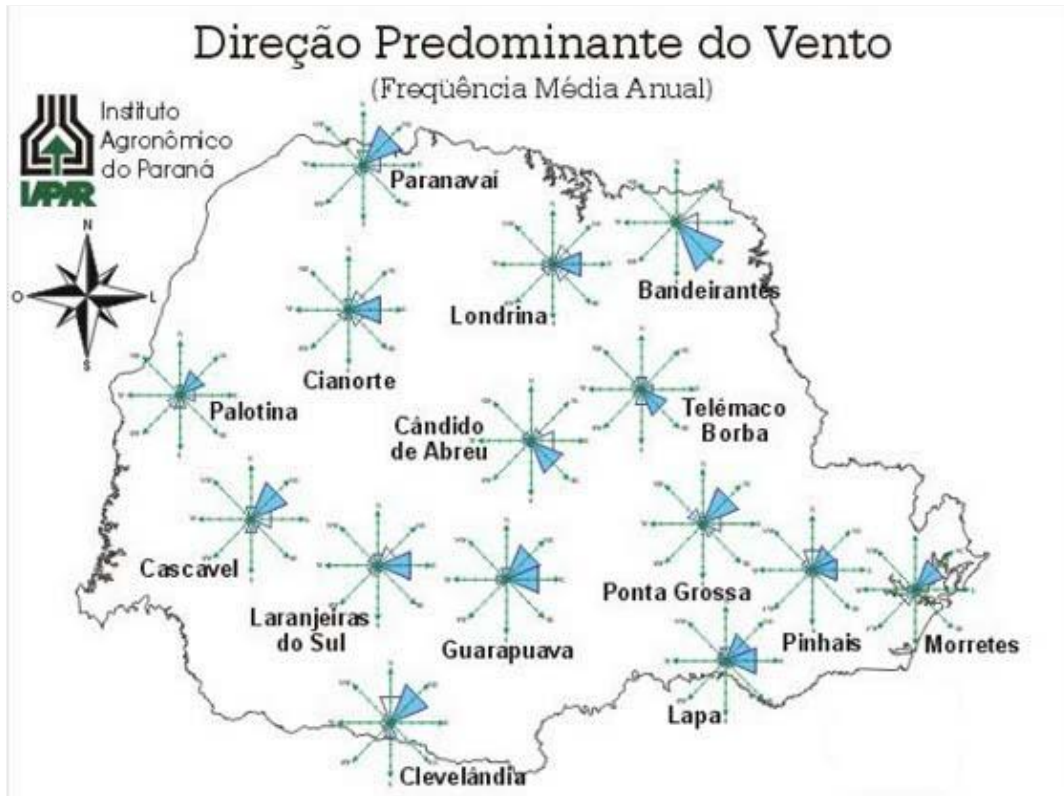 Direção Predominante do Vento
(Freqüência Média Anual)
Instituto
Agronômico
do Paraná
IAPAR
N
O
L
S
Paranavaí
Londrina
Bandeirantes
Cianorte
Palotina
Cândido
de Abreu
Telêmaco
Borba
Cascavel
Laranjeiras
do Sul
Guarapuava
Ponta Grossa
Pinhais
Morretes
Lapa
Clevelândia